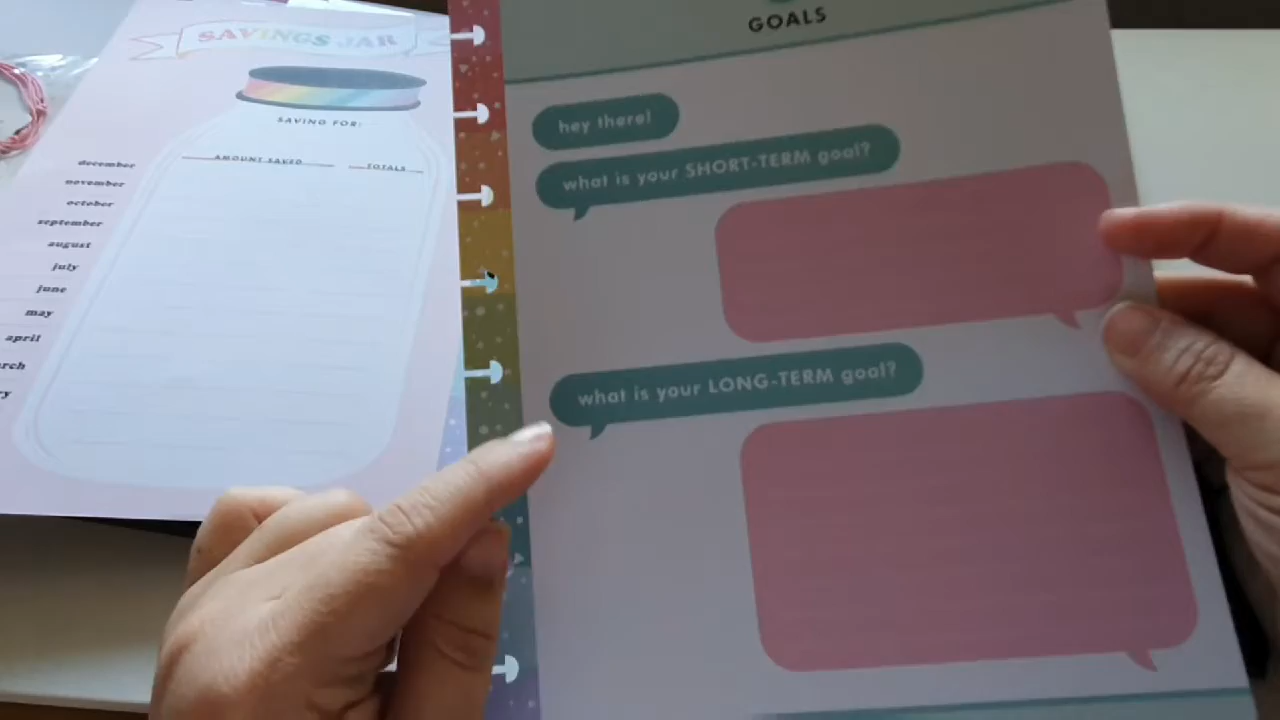 SAVINGS JAR
SAVING FOR:
AMOUNT SAVED TOTALS
december
november
october
september
august
july
june
may
april
GOALS
hey there!
what is your SHORT-TERM goal?
what is your LONG-TERM goal?